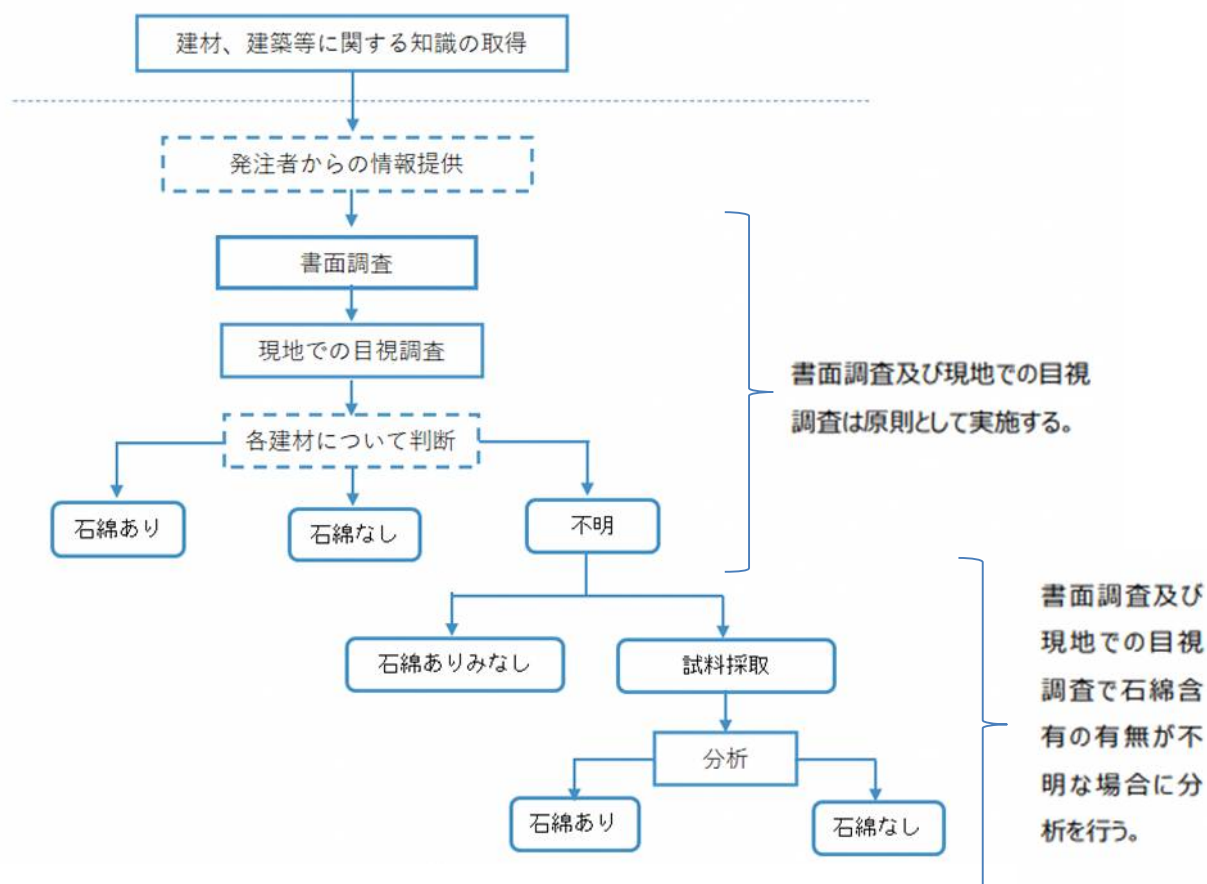 建材、建築等に関する知識の取得
発注者からの情報提供
書面調査
現地での目視調査
書面調査及び現地での目視
調査は原則として実施する。
各建材について判断
石綿あり
石綿なし
不明
石綿ありみなし
試料採取
分析
石綿あり
石綿なし
書面調査及び
現地での目視
調査で石綿含
有の有無が不
明な場合に分
析を行う。